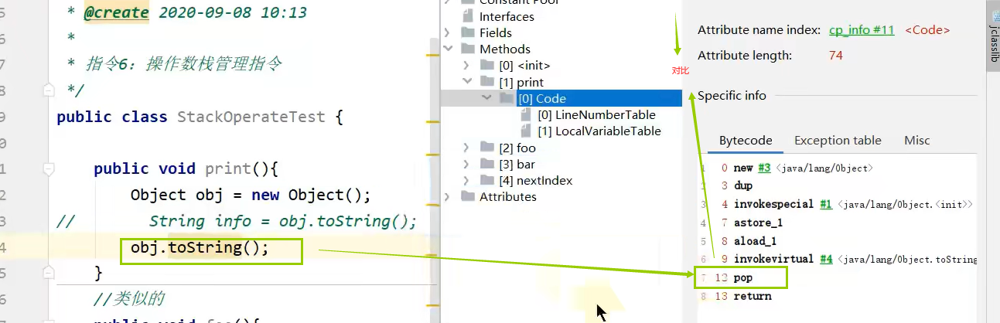 * @create 2020-09-08 10:13
*
* 指令6：操作数栈管理指令
*/
public class StackOperateTest {
public void print(){
Object obj = new Object();
// String info = obj.toString();
obj.toString();
}
//类似的
Constant Pool
Interfaces
Fields
Methods
[0] <init>
[1] print
[0] Code
[0] LineNumberTable
[1] LocalVariableTable
[2] foo
[3] bar
[4] nextIndex
Attributes
对比
Attribute name index: cp_info #11 <Code>
Attribute length: 74
Specific info
Bytecode Exception table Misc
1 0 new #3 <java/lang/Object>
2 3 dup
3 4 invokespecial #1 <java/lang/Object.<init>>
4 7 astore_1
5 8 aload_1
6 9 invokevirtual #4 <java/lang/Object.toString
7 12 pop
8 13 return
jclasslib